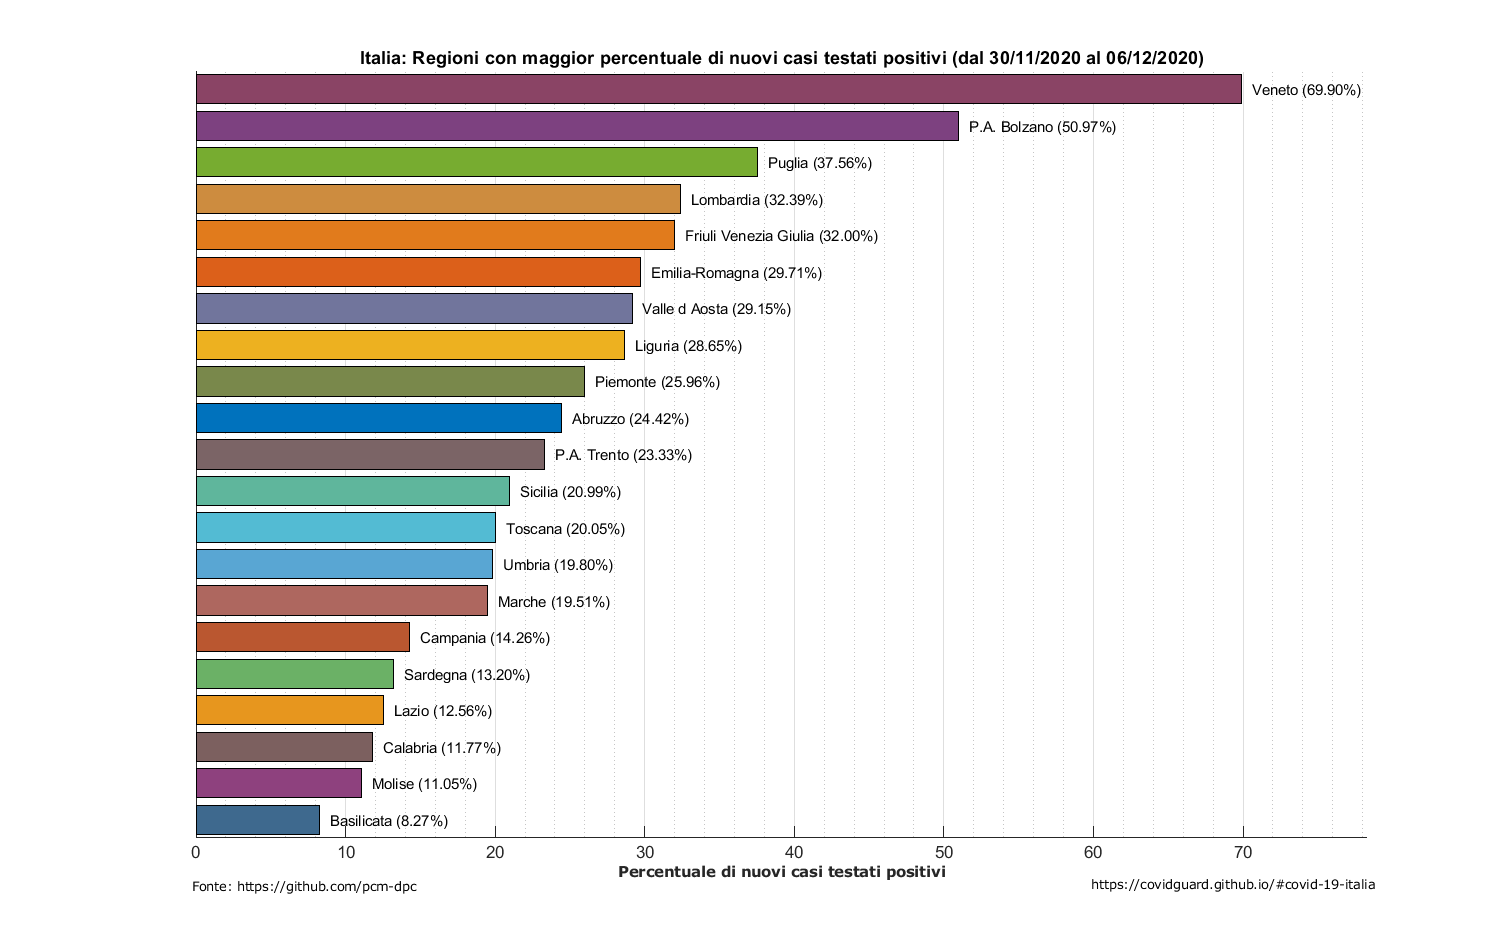 Italia: Regioni con maggior percentuale di nuovi casi testati positivi (dal 30/11/2020 al 06/12/2020)
Veneto (69.90%)
P.A. Bolzano (50.97%)
Puglia (37.56%)
Lombardia (32.39%)
Friuli Venezia Giulia (32.00%)
Emilia-Romagna (29.71%)
Valle d Aosta (29.15%)
Liguria (28.65%)
Piemonte (25.96%)
Abruzzo (24.42%)
P.A. Trento (23.33%)
Sicilia (20.99%)
Toscana (20.05%)
Umbria (19.80%)
Marche (19.51%)
Campania (14.26%)
Sardegna (13.20%)
Lazio (12.56%)
Calabria (11.77%)
Molise (11.05%)
Basilicata (8.27%)
0 10 20 30 40 50 60 70
Percentuale di nuovi casi testati positivi
Fonte: https://github.com/pcm-dpc
https://covidguard.github.io/#covid-19-italia